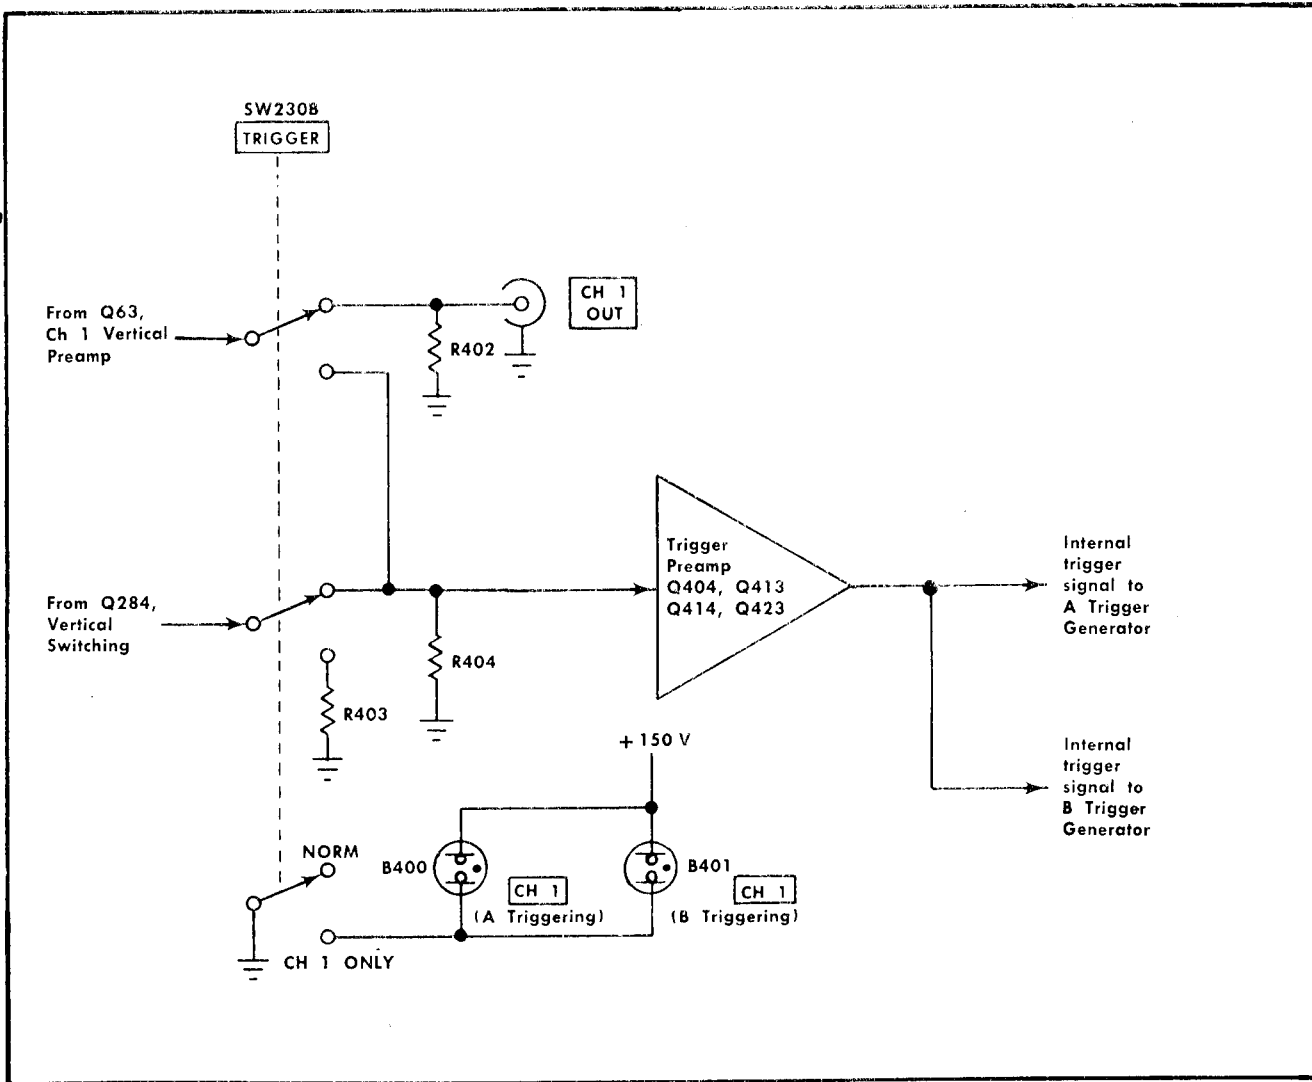 SW230B
TRIGGER
From Q63,
Ch 1 Vertical
Preamp
CH 1
OUT
R402
Trigger
Preamp
Q404, Q413
Q414, Q423
Internal
trigger
signal to
A Trigger
Generator
From Q284,
Vertical
Switching
R404
R403
+150 V
Internal
trigger
signal to
B Trigger
Generator
NORM
B400
CH 1
(A Triggering)
B401
CH 1
(B Triggering)
CH 1 ONLY